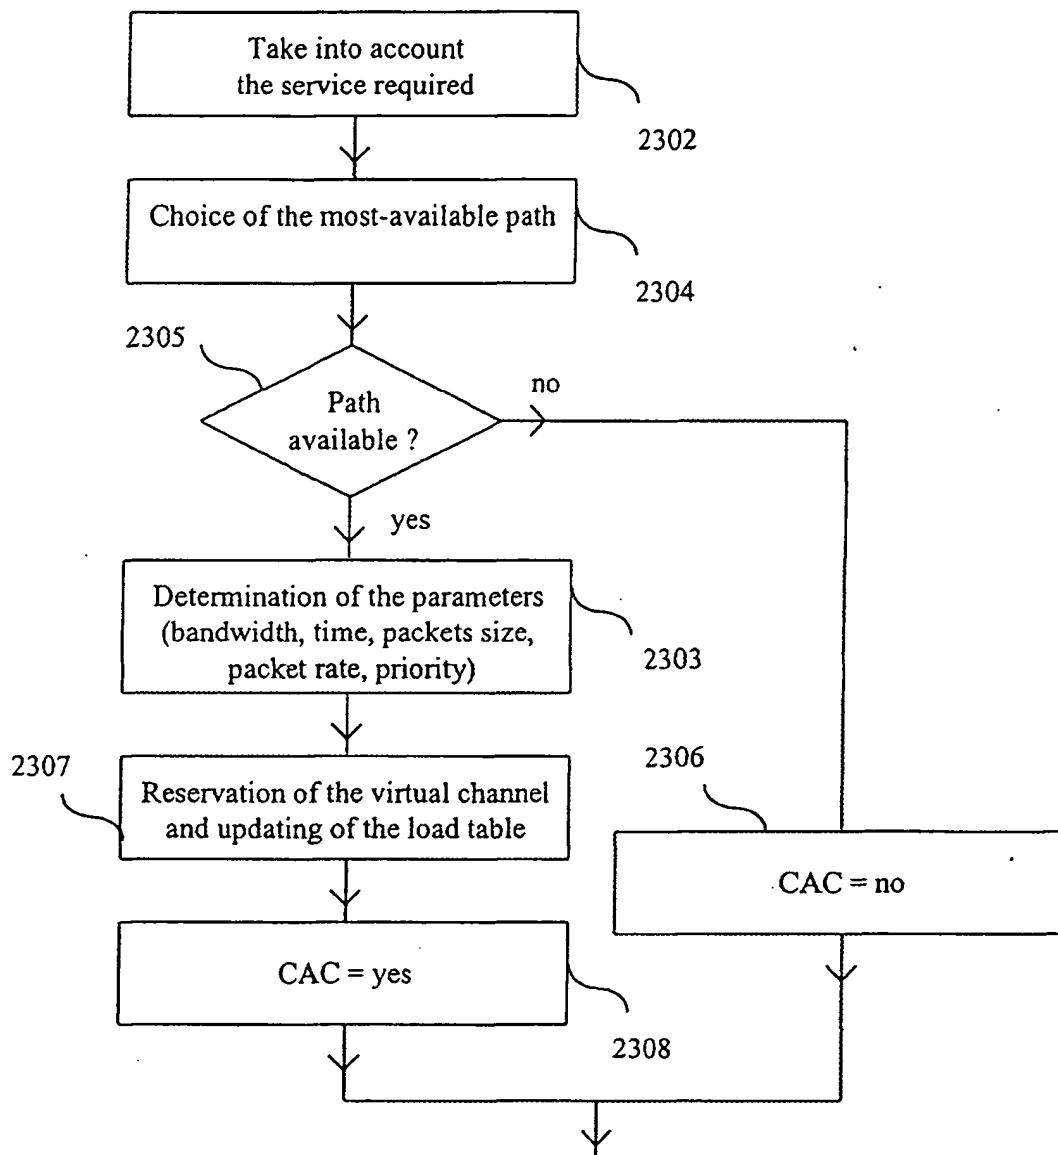 Take into account
the service required
2302
Choice of the most-available path
2304
2305
Path
available ?
no
yes
Determination of the parameters
(bandwidth, time, packets size,
packet rate, priority)
2303
2307
Reservation of the virtual channel
and updating of the load table
2306
CAC = no
CAC = yes
2308